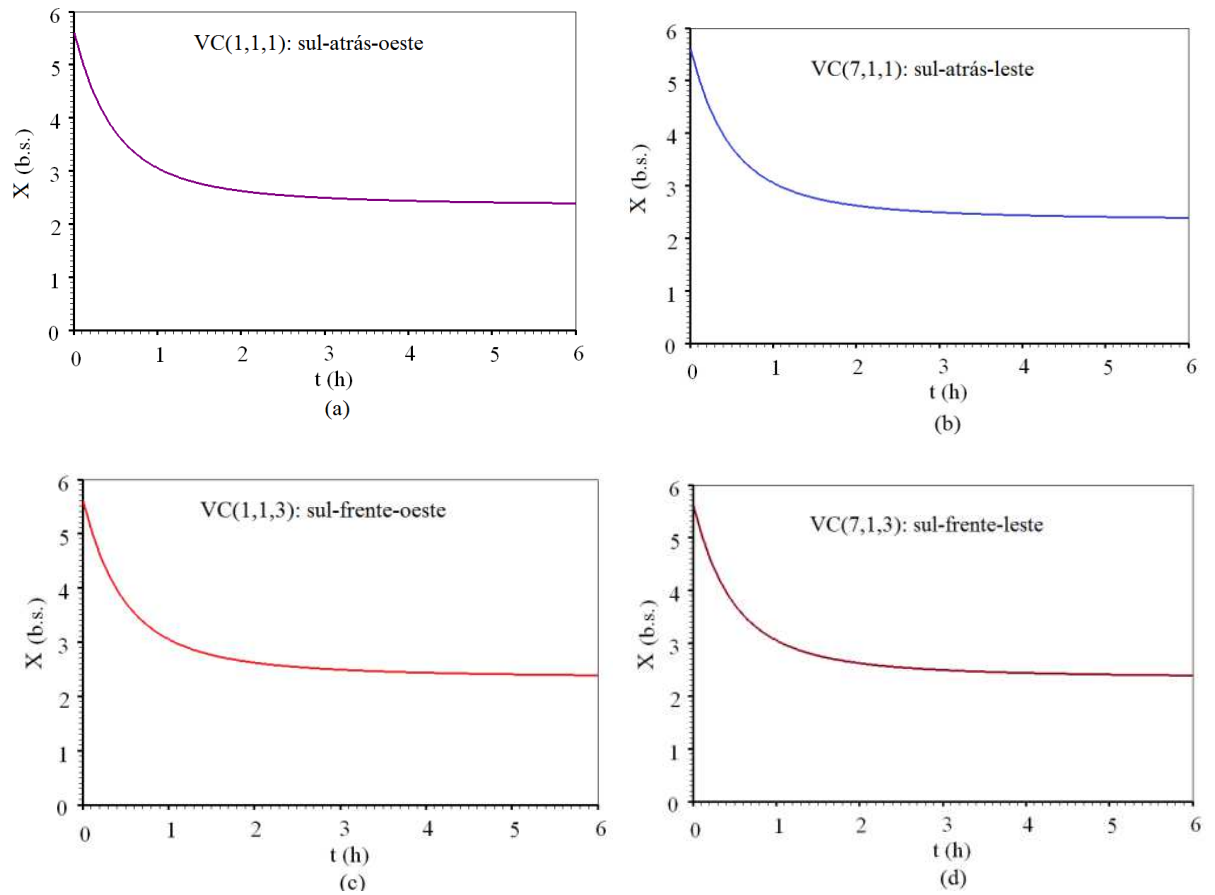 VC(1,1,1): sul-atrás-oeste
X (b.s.)
6
5
4
3
2
1
0
0 1 2 3 4 5 6
t (h)
(a)
VC(7,1,1): sul-atrás-leste
X (b.s.)
6
5
4
3
2
1
0
0 1 2 3 4 5 6
t (h)
(b)
VC(1,1,3): sul-frente-oeste
X (b.s.)
6
5
4
3
2
1
0
0 1 2 3 4 5 6
t (h)
(c)
VC(7,1,3): sul-frente-leste
X (b.s.)
6
5
4
3
2
1
0
0 1 2 3 4 5 6
t (h)
(d)